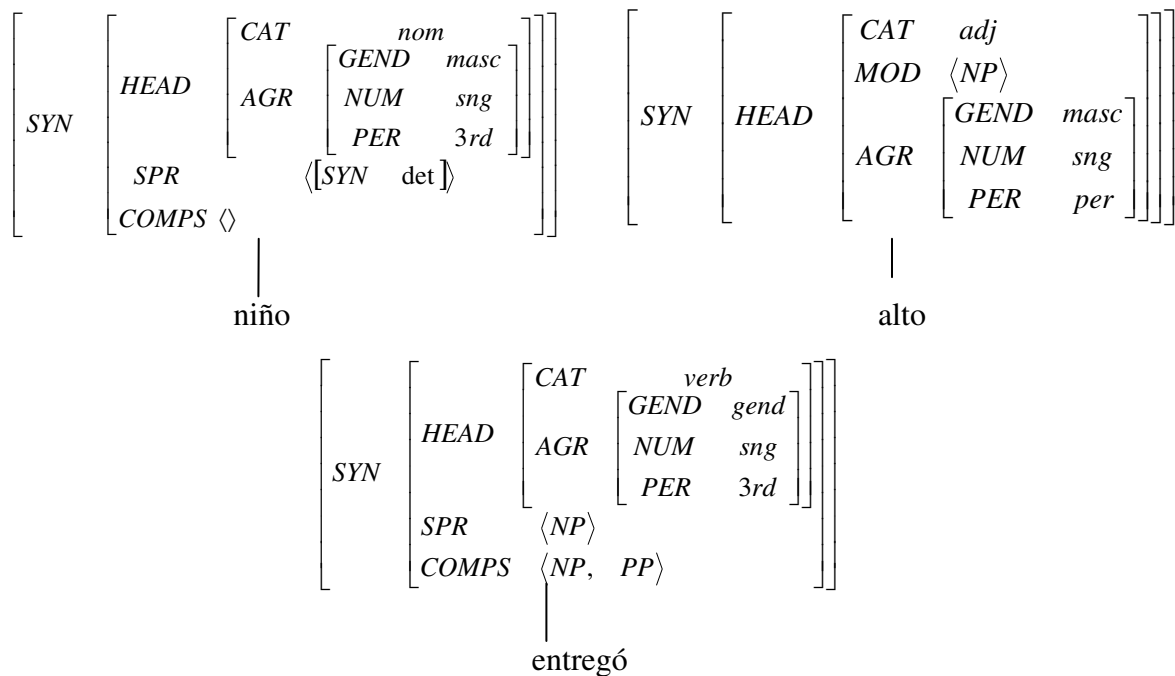 CAT nom
GEND masc
HEAD AGR NUM sng
PER 3rd
SYN
SPR ⟨[SYN det]⟩
COMPS ⟨⟩
niño
CAT adj
MOD ⟨NP⟩
SYN HEAD GEND masc
AGR NUM sng
PER per
alto
CAT verb
GEND gend
HEAD AGR NUM sng
PER 3rd
SYN
SPR ⟨NP⟩
COMPS ⟨NP, PP⟩
entregó